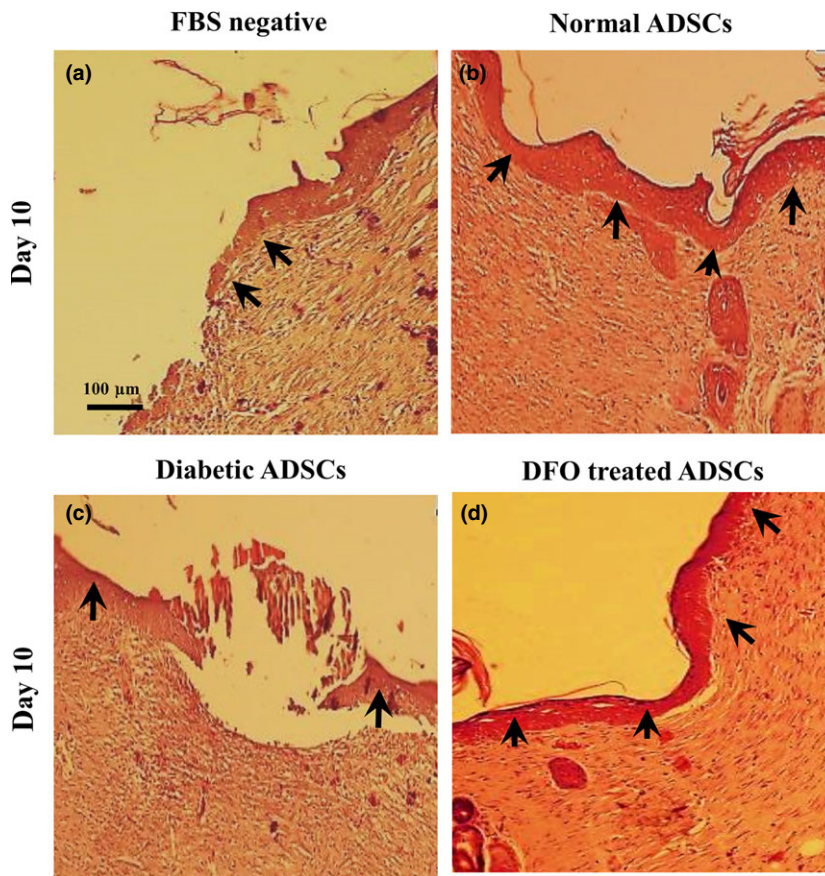 FBS negative
Normal ADSCs
Day 10
(a)
(b)
100 µm
Diabetic ADSCs
DFO treated ADSCs
Day 10
(c)
(d)